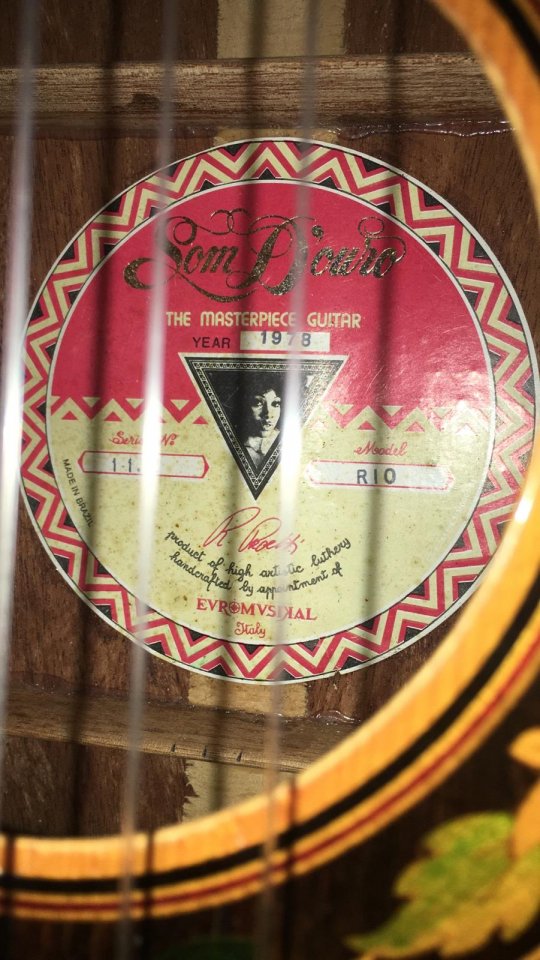 Som D'ouro
THE MASTERPIECE GUITAR
YEAR 1978
Serie Nº
Model
RIO
MADE IN BRAZIL
product of high artistic luthery
handcrafted by appointment of
EVROMVSICAL
Italy